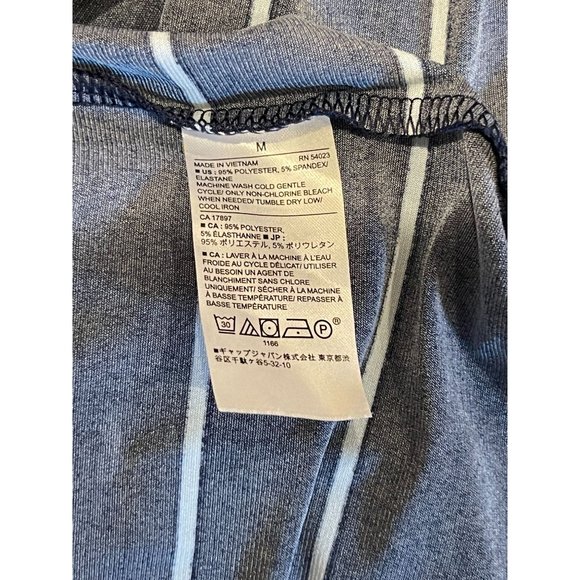 M
MADE IN VIETNAM RN 54023
■ US: 95% POLYESTER, 5% SPANDEX/
ELASTANE
MACHINE WASH COLD GENTLE
CYCLE/ ONLY NON-CHLORINE BLEACH
WHEN NEEDED/ TUMBLE DRY LOW/
COOL IRON
CA 17897
■ CA: 95% POLYESTER,
5% ÉLASTHANNE ■ JP:
95% ポリエステル, 5% ポリウレタン
■ CA: LAVER À LA MACHINE À L'EAU
FROIDE AU CYCLE DÉLICAT/ UTILISER
AU BESOIN UN AGENT DE
BLANCHIMENT SANS CHLORE
UNIQUEMENT/ SÉCHER À LA MACHINE
À BASSE TEMPÉRATURE/ REPASSER À
BASSE TEMPÉRATURE
30 P ®
1166
■ギャップジャパン株式会社 東京都渋
谷区千駄ヶ谷5-32-10